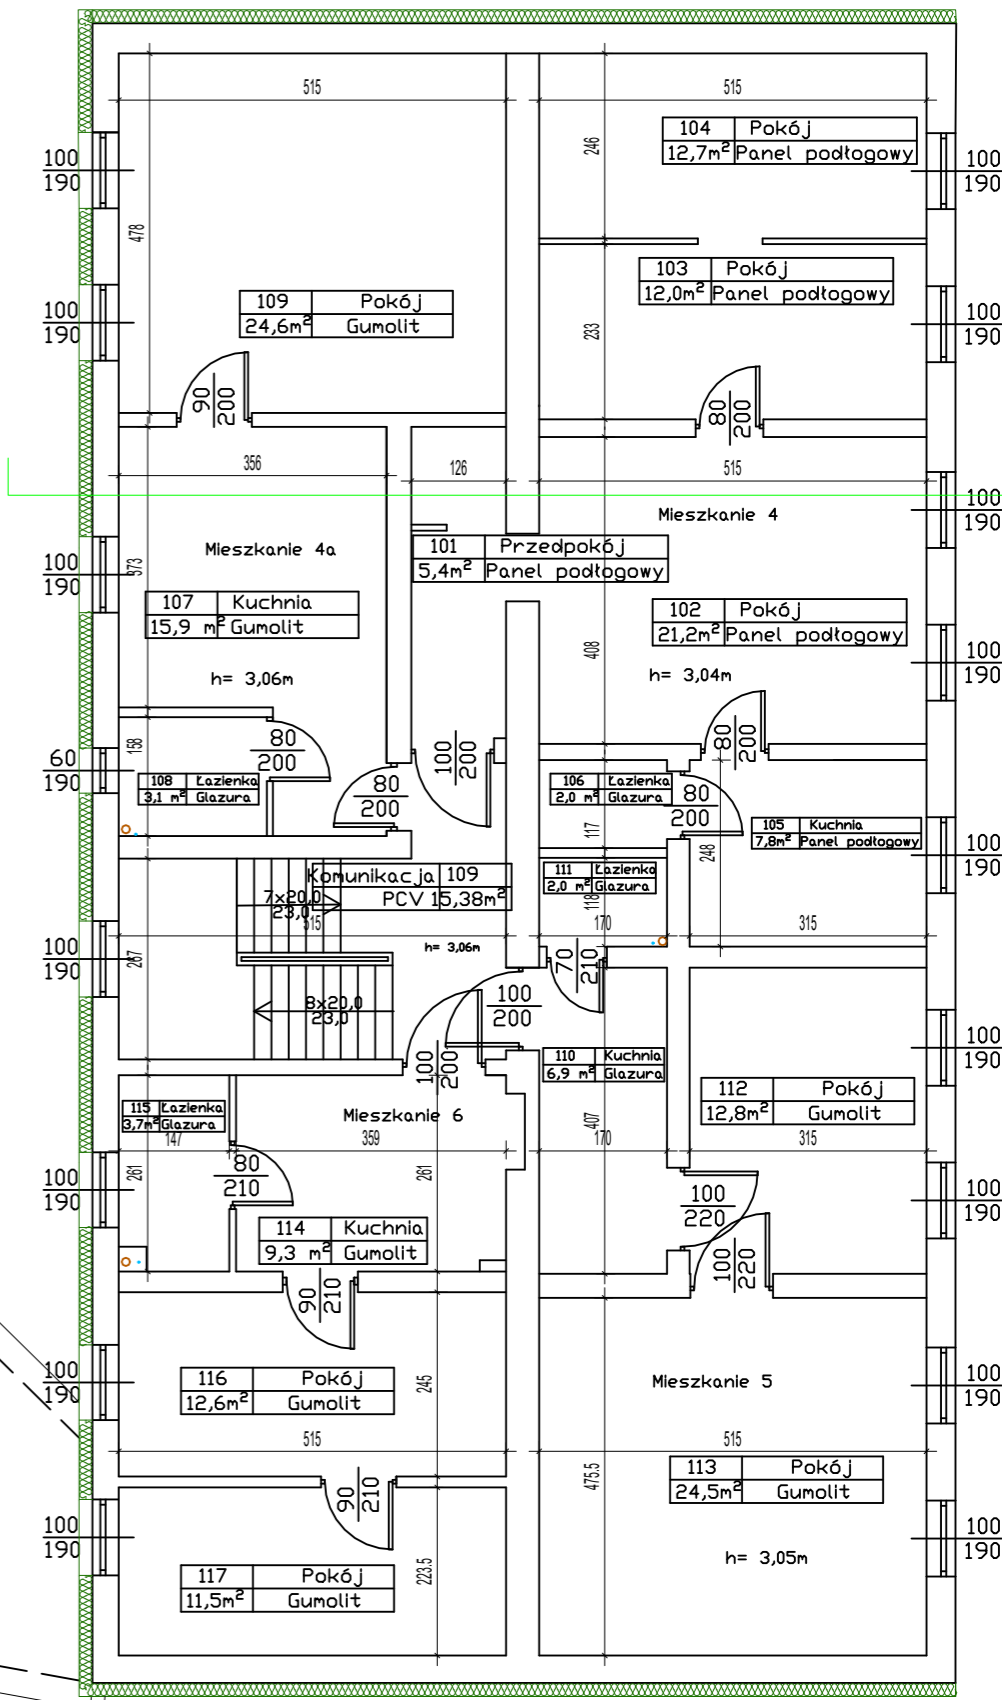 515
515
246
104 Pokój
12,7m² Panel podłogowy
100
190
100
190
478
103 Pokój
12,0m² Panel podłogowy
109 Pokój
24,6m² Gumolit
100
190
233
100
190
90
200
80
200
356
126
515
Mieszkanie 4
100
190
Mieszkanie 4a
101 Przedpokój
5,4m² Panel podłogowy
100
190
373
107 Kuchnia
15,9 m² Gumolit
102 Pokój
21,2m² Panel podłogowy
408
100
190
h= 3,06m
h= 3,04m
158
80
200
100
200
80
200
60
190
108 Łazienka
3,1 m² Glazura
80
200
106 Łazienka
2,0 m² Glazura
80
200
105 Kuchnia
7,8m² Panel podłogowy
117
248
100
190
Komunikacja 109
PCV 15,38m²
111 Łazienka
2,0 m² Glazura
118
7x20,0
23,0
515
170
315
h= 3,06m
100
190
267
70
210
8x20,0
23,0
100
200
100
200
110 Kuchnia
6,9 m² Glazura
100
190
112 Pokój
12,8m² Gumolit
115 Łazienka
3,7m² Glazura
Mieszkanie 6
407
147
359
170
315
261
80
210
261
100
190
100
220
100
190
114 Kuchnia
9,3 m² Gumolit
100
220
90
210
116 Pokój
12,6m² Gumolit
245
Mieszkanie 5
100
190
100
190
515
515
113 Pokój
24,5m² Gumolit
475.5
90
210
100
190
100
190
h= 3,05m
117 Pokój
11,5m² Gumolit
223.5